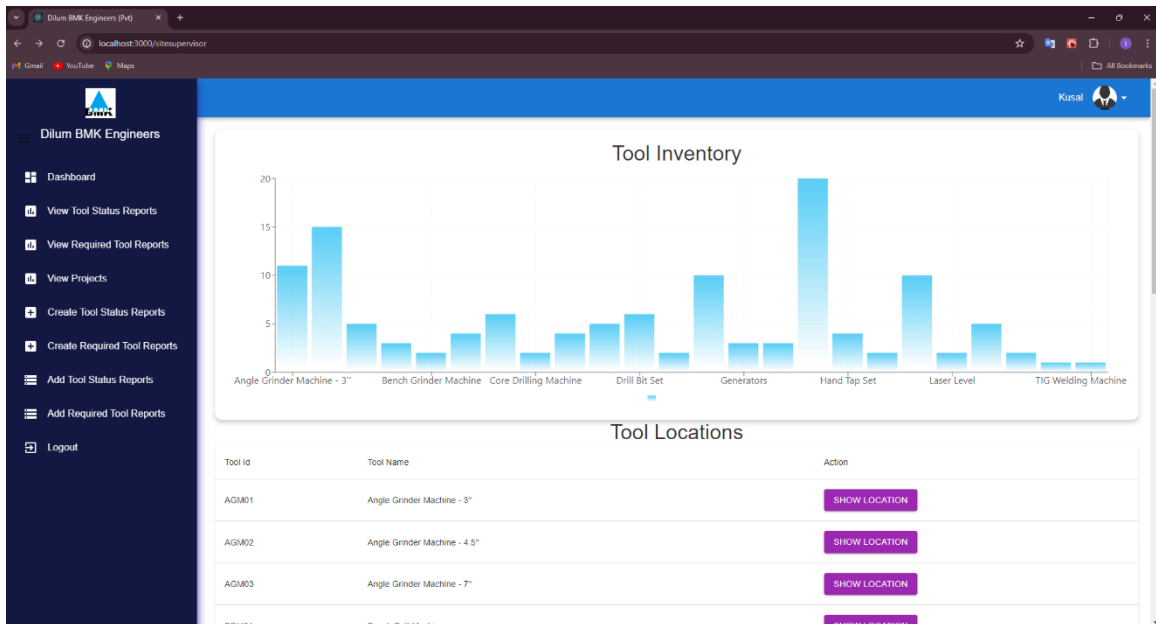 Dilum BMK Engineers (Pvt)
localhost:3000/sitesupervisor
Gmail YouTube Maps All Bookmarks
BMK
Dilum BMK Engineers
Kusal
Dashboard
View Tool Status Reports
View Required Tool Reports
View Projects
Create Tool Status Reports
Create Required Tool Reports
Add Tool Status Reports
Add Required Tool Reports
Logout
Tool Inventory
20
15
10
5
0
Angle Grinder Machine - 3" Bench Grinder Machine Core Drilling Machine Drill Bit Set Generators Hand Tap Set Laser Level TIG Welding Machine
Tool Locations
Tool Id Tool Name Action
AGM01 Angle Grinder Machine - 3" SHOW LOCATION
AGM02 Angle Grinder Machine - 4.5" SHOW LOCATION
AGM03 Angle Grinder Machine - 7" SHOW LOCATION